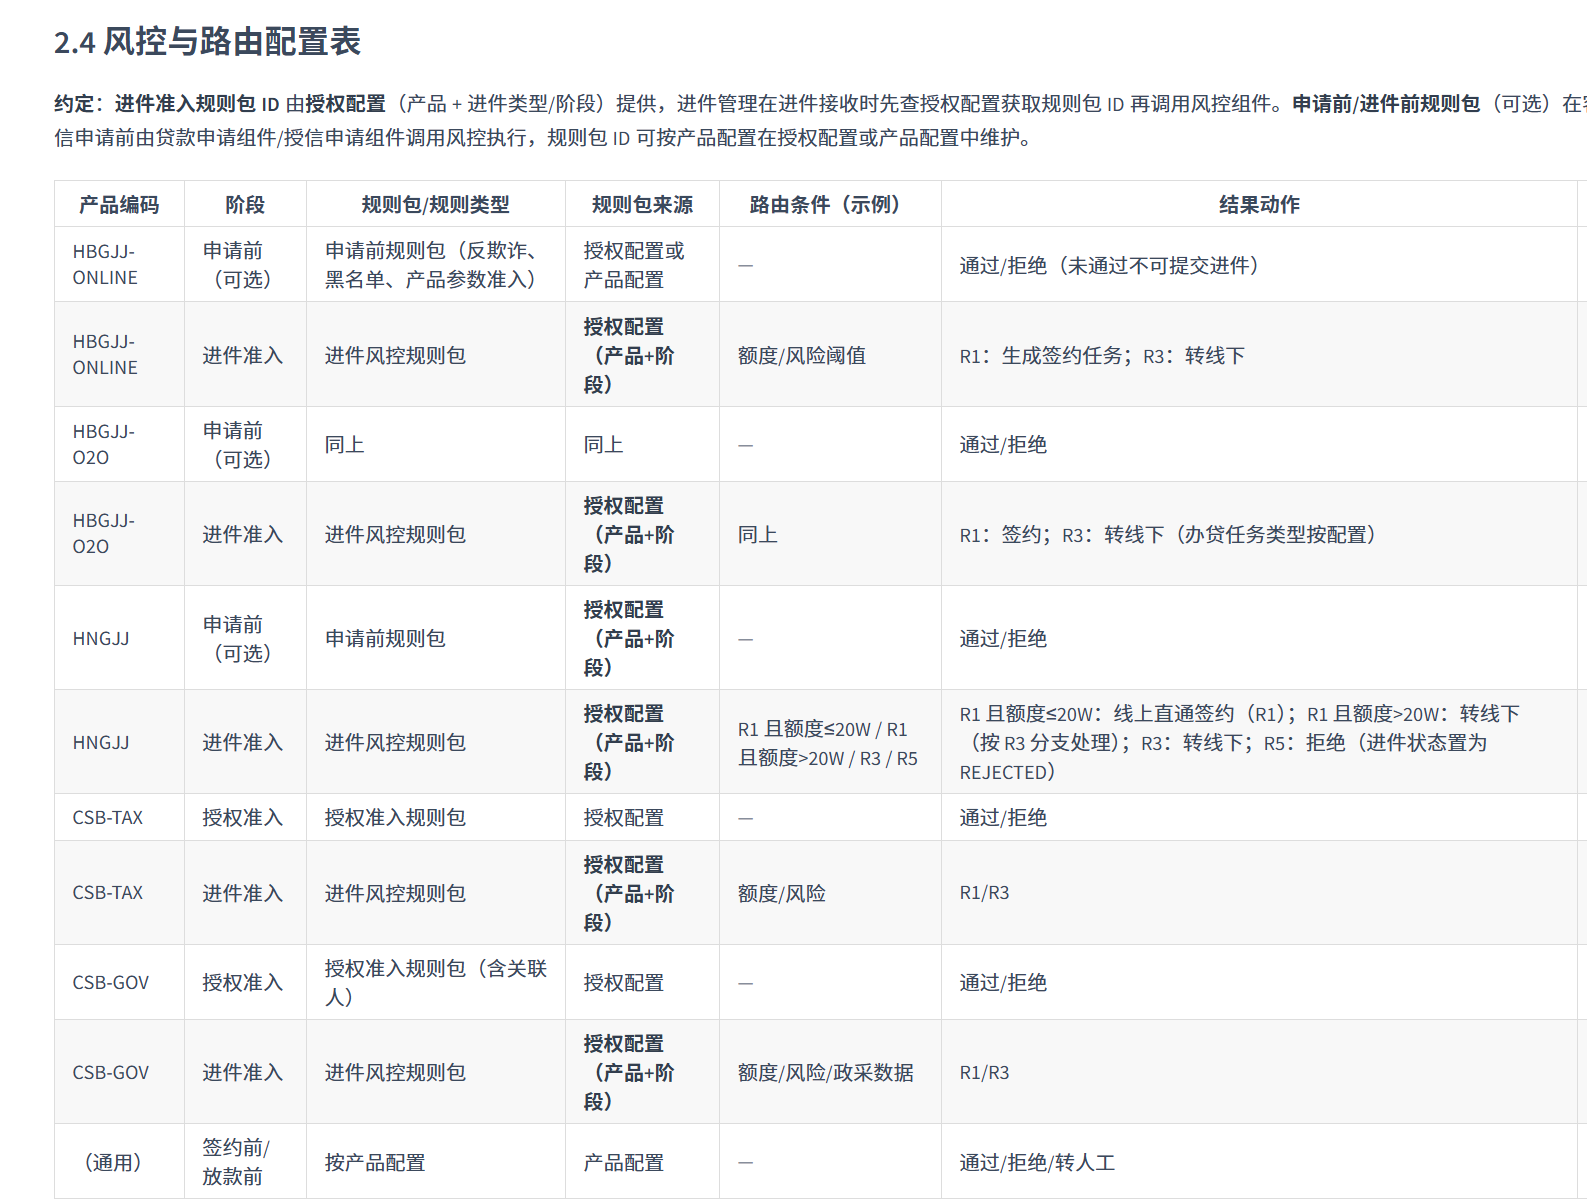 2.4 风控与路由配置表
约定：进件准入规则包 ID 由授权配置（产品 + 进件类型/阶段）提供，进件管理在进件接收时先查授权配置获取规则包 ID 再调用风控组件。申请前/进件前规则包（可选）在
信申请前由贷款申请组件/授信申请组件调用风控执行，规则包 ID 可按产品配置在授权配置或产品配置中维护。
产品编码 阶段 规则包/规则类型 规则包来源 路由条件（示例） 结果动作
HBGJJ-
ONLINE
申请前
（可选）
申请前规则包（反欺诈、
黑名单、产品参数准入）
授权配置或
产品配置
—
通过/拒绝（未通过不可提交进件）
HBGJJ-
ONLINE
进件准入
进件风控规则包
授权配置
（产品+阶
段）
额度/风险阈值
R1：生成签约任务；R3：转线下
HBGJJ-
O2O
申请前
（可选）
同上
同上
—
通过/拒绝
HBGJJ-
O2O
进件准入
进件风控规则包
授权配置
（产品+阶
段）
同上
R1：签约；R3：转线下（办贷任务类型按配置）
HNGJJ
申请前
（可选）
申请前规则包
授权配置
（产品+阶
段）
—
通过/拒绝
HNGJJ
进件准入
进件风控规则包
授权配置
（产品+阶
段）
R1 且额度≤20W / R1
且额度>20W / R3 / R5
R1 且额度≤20W：线上直通签约（R1）；R1 且额度>20W：转线下
（按 R3 分支处理）；R3：转线下；R5：拒绝（进件状态置为
REJECTED）
CSB-TAX
授权准入
授权准入规则包
授权配置
—
通过/拒绝
CSB-TAX
进件准入
进件风控规则包
授权配置
（产品+阶
段）
额度/风险
R1/R3
CSB-GOV
授权准入
授权准入规则包（含关联
人）
授权配置
—
通过/拒绝
CSB-GOV
进件准入
进件风控规则包
授权配置
（产品+阶
段）
额度/风险/政采数据
R1/R3
（通用）
签约前/
放款前
按产品配置
产品配置
—
通过/拒绝/转人工